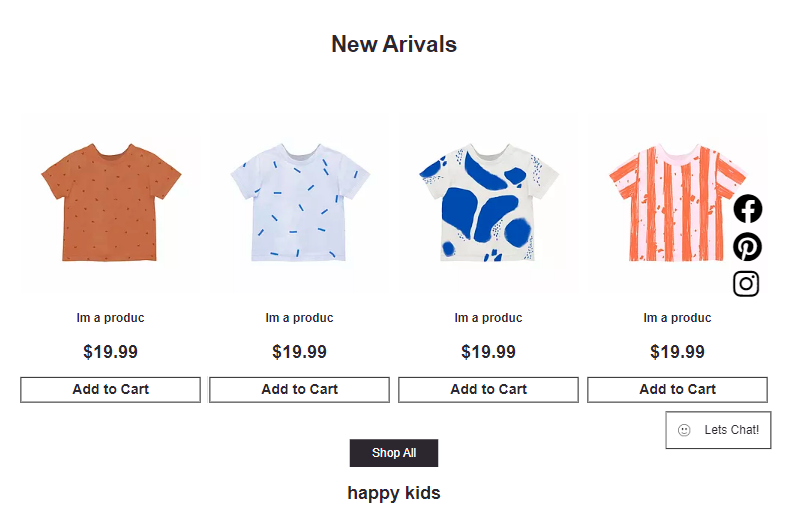 New Arivals
Im a produc
Im a produc
Im a produc
Im a produc
$19.99
$19.99
$19.99
$19.99
Add to Cart
Add to Cart
Add to Cart
Add to Cart
Lets Chat!
Shop All
happy kids